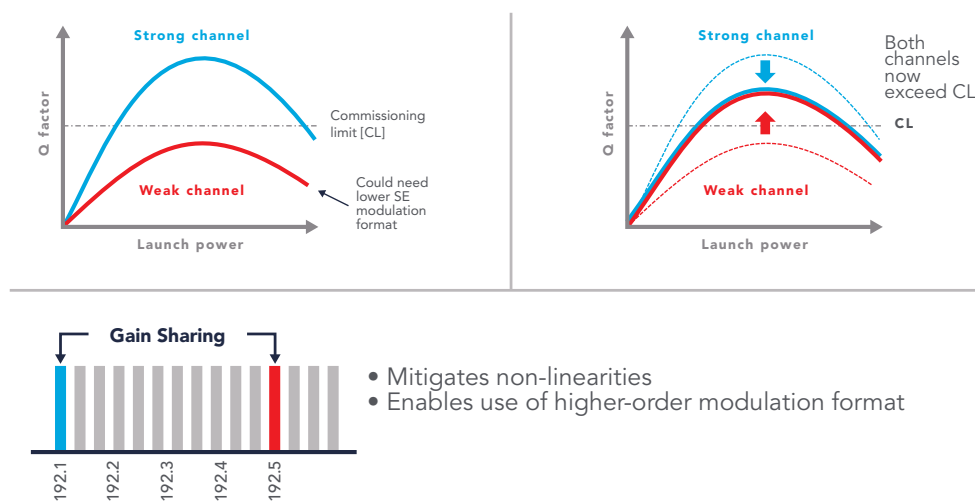 Strong channel
Q factor
Commissioning
limit [CL]
Weak channel
Could need
lower SE
modulation
format
Launch power
Strong channel
Both
channels
now
exceed CL
CL
Q factor
Weak channel
Launch power
Gain Sharing
192.1
192.2
192.3
192.4
192.5
• Mitigates non-linearities
• Enables use of higher-order modulation format